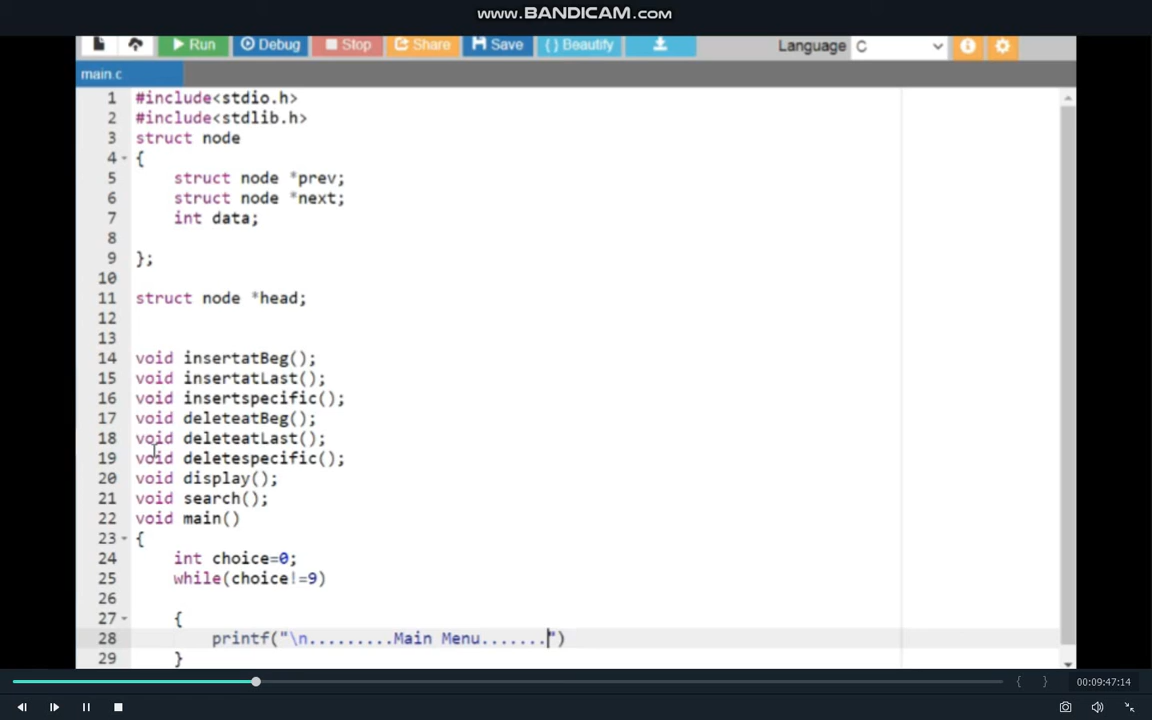 www.BANDICAM.com
Run Debug Stop Share Save { } Beautify Language C
main.c
1 #include<stdio.h>
2 #include<stdlib.h>
3 struct node
4 {
5 struct node *prev;
6 struct node *next;
7 int data;
8
9 };
10
11 struct node *head;
12
13
14 void insertatBeg();
15 void insertatLast();
16 void insertspecific();
17 void deleteatBeg();
18 void deleteatLast();
19 void deletespecific();
20 void display();
21 void search();
22 void main()
23 {
24 int choice=0;
25 while(choice!=9)
26
27 {
28 printf("\n.........Main Menu.......")
29 }
{ } 00:09:47:14